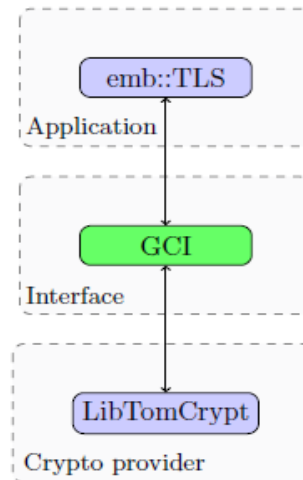 emb::TLS
Application
GCI
Interface
LibTomCrypt
Crypto provider